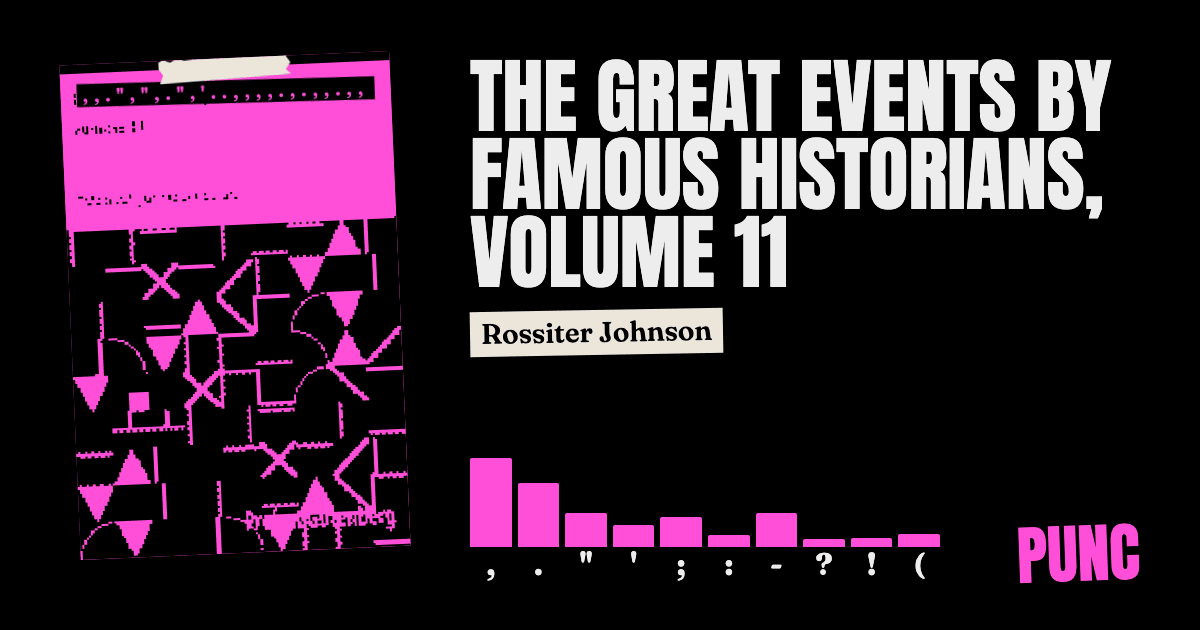 ,,.",",.",'..,,,,,.,,.,.,,
THE GREAT EVENTS BY
FAMOUS HISTORIANS,
VOLUME 11
Rossiter Johnson
, . " ' ; : - ? ! (
PUNC